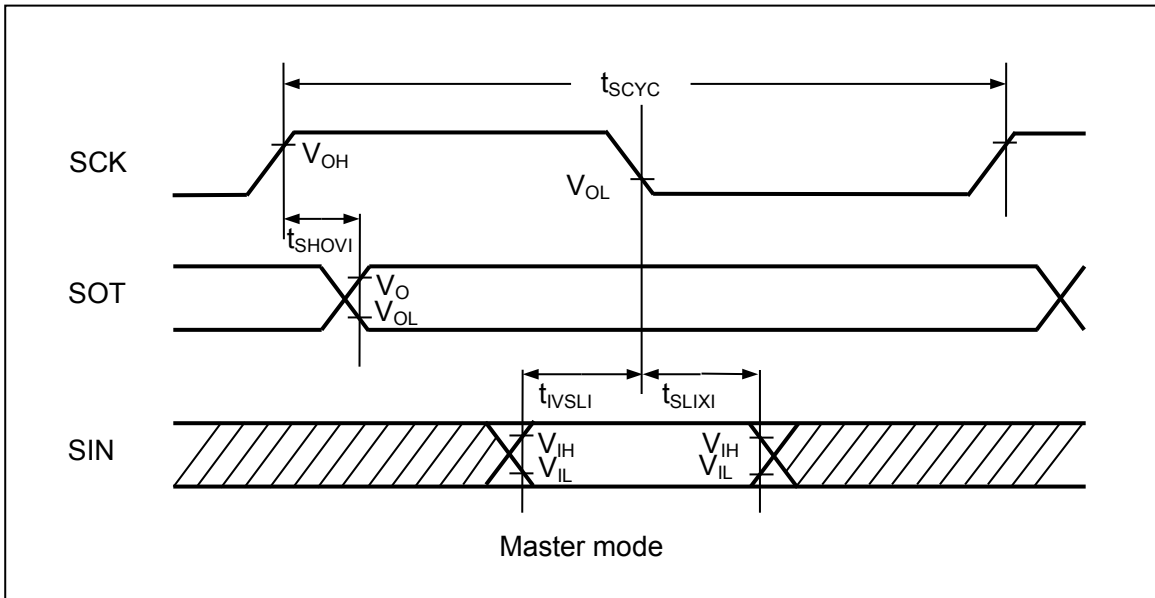 tSCYC
SCK
VOH
VOL
tSHOVI
SOT
VO
VOL
tIVSLI
tSLIXI
SIN
VIH
VIL
VIH
VIL
Master mode